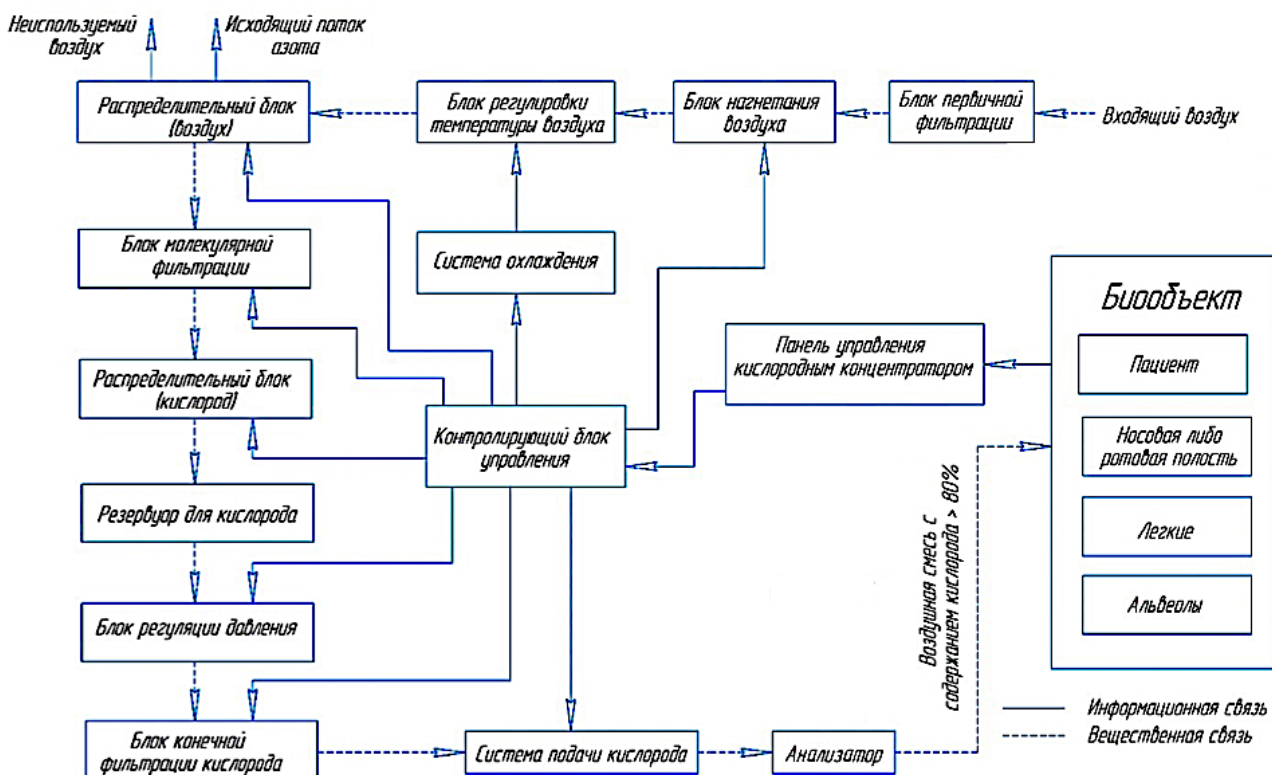 Неиспользуемый
воздух
Исходящий поток
азота
Распределительный блок
(воздух)
Блок регулировки
температуры воздуха
Блок нагнетания
воздуха
Блок первичной
фильтрации
Входящий воздух
Блок молекулярной
фильтрации
Система охлаждения
Биообъект
Панель управления
кислородным концентратором
Пациент
Распределительный блок
(кислород)
Контролирующий блок
управления
Носовая либо
ротовая полость
Резервуар для кислорода
Воздушная смесь с
содержанием кислорода > 80%
Легкие
Альвеолы
Блок регуляции давления
Блок конечной
фильтрации кислорода
Система подачи кислорода
Анализатор
Информационная связь
Вещественная связь